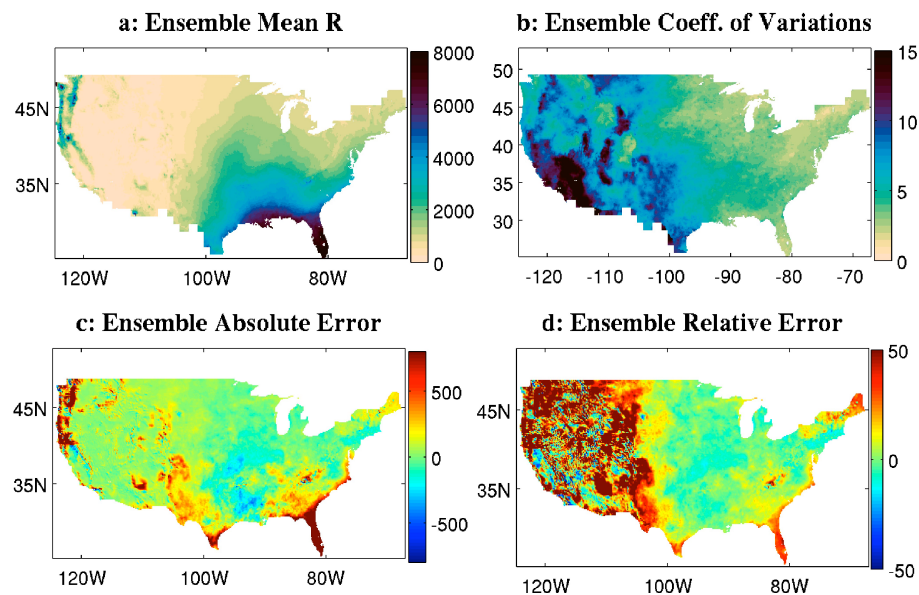 a: Ensemble Mean R
8000
6000
4000
2000
0
45N
35N
120W
100W
80W
b: Ensemble Coeff. of Variations
15
10
5
0
50
45
40
35
30
-120
-110
-100
-90
-80
-70
c: Ensemble Absolute Error
500
0
-500
45N
35N
120W
100W
80W
d: Ensemble Relative Error
50
0
-50
45N
35N
120W
100W
80W